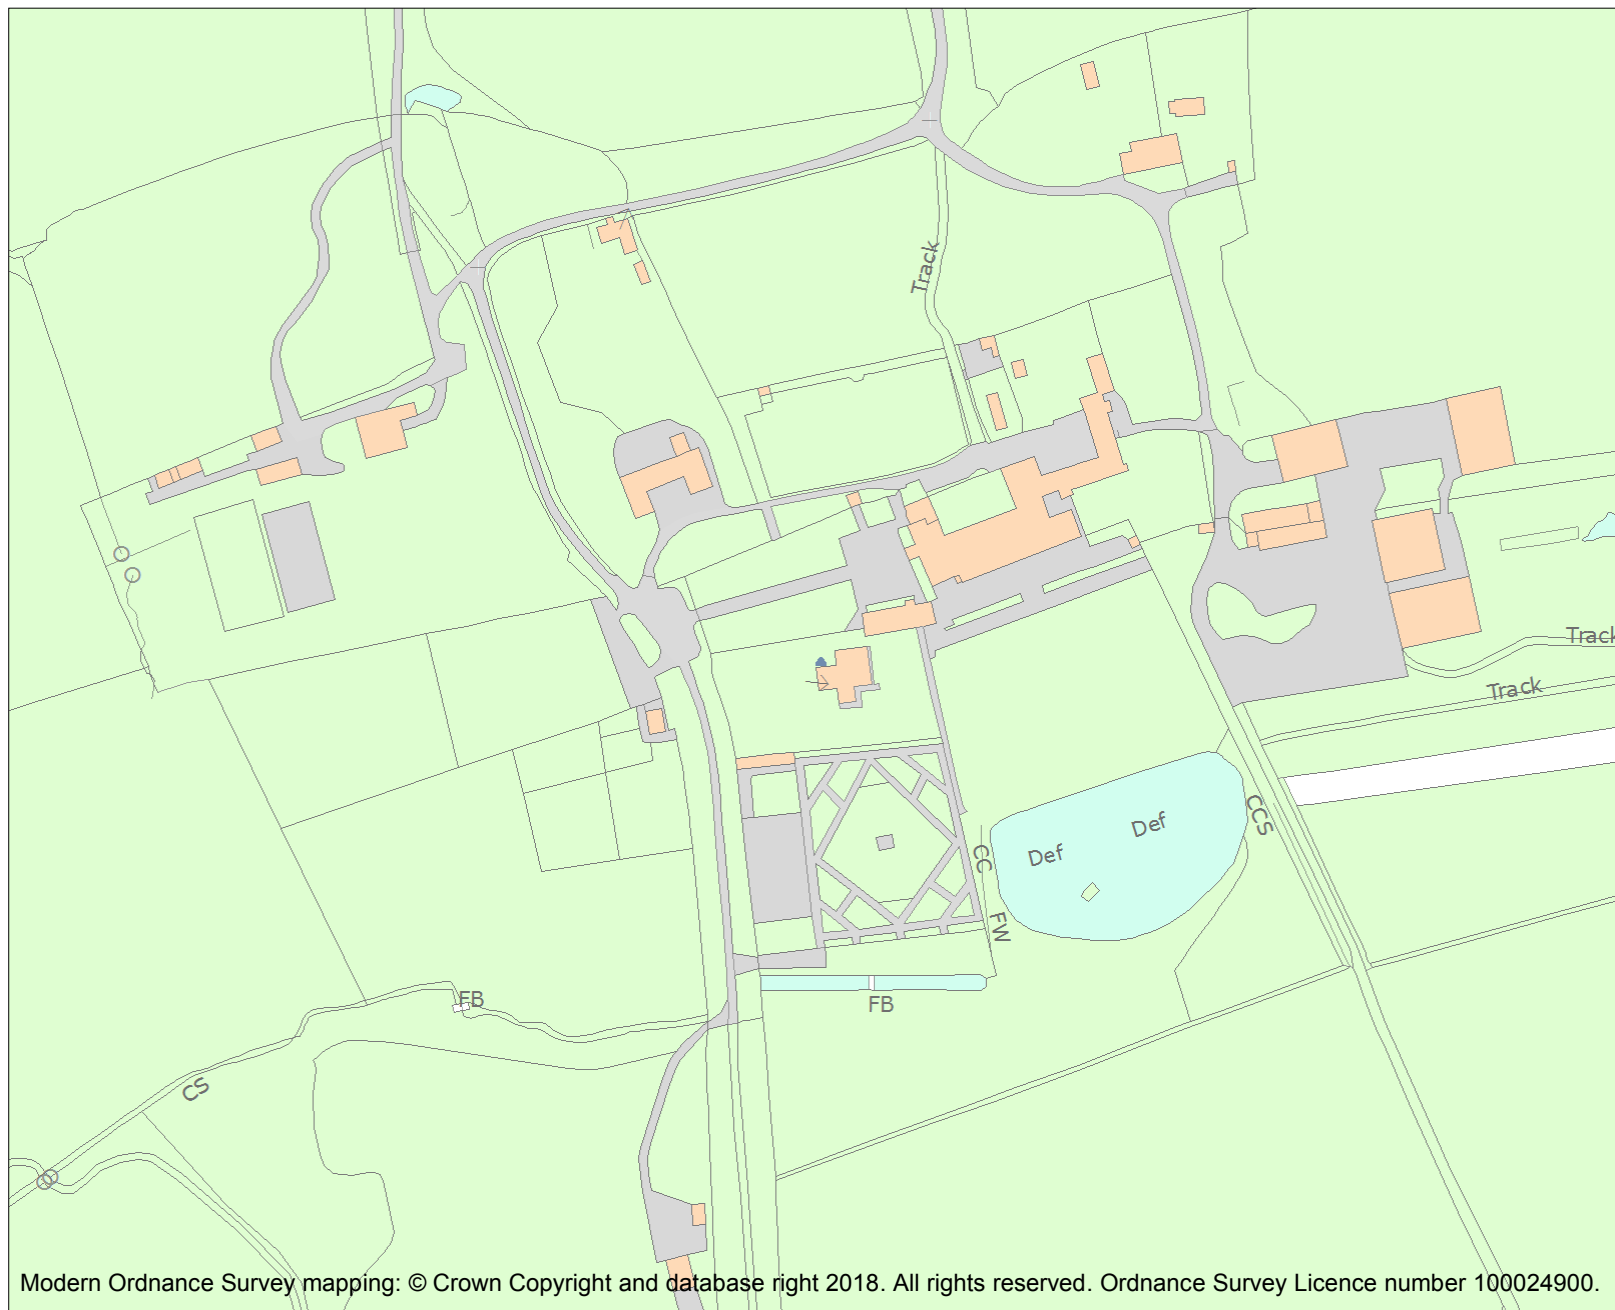 Track
Track
Track
Def
Def
CCS
CC
FW
FB
FB
CS
Modern Ordnance Survey mapping: © Crown Copyright and database right 2018. All rights reserved. Ordnance Survey Licence number 100024900.